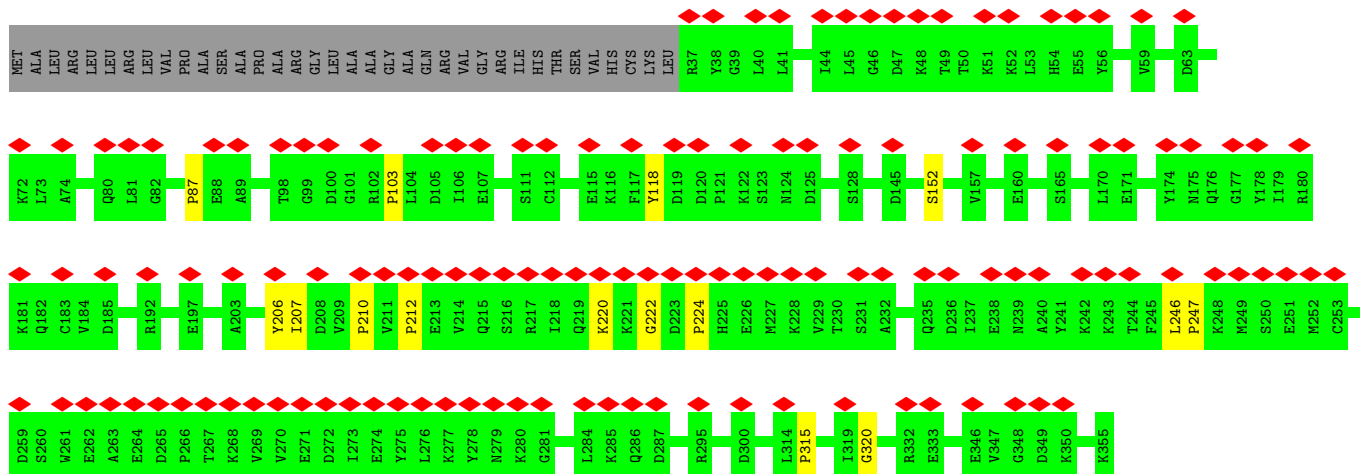 MET ALA LEU ARG LEU LEU ARG LEU VAL PRO ALA SER ALA PRO ALA ARG GLY LEU ALA ALA GLY ALA GLN ARG VAL GLY ARG ILE HIS THR SER VAL HIS CYS LYS LEU R37 Y38 G39 L40 L41 I44 L45 G46 D47 K48 T49 T50 K51 K52 L53 H54 E55 Y56 V59 D63
K72 L73 A74 Q80 L81 G82 P87 E88 A89 T98 G99 D100 G101 R102 P103 L104 D105 I106 E107 S111 C112 E115 K116 F117 Y118 D119 D120 P121 K122 S123 N124 D125 S128 D145 S152 V157 E160 S165 L170 E171 Y174 N175 Q176 G177 Y178 I179 R180
K181 Q182 C183 V184 D185 R192 E197 A203 Y206 I207 D208 V209 P210 V211 P212 E213 V214 Q215 S216 R217 I218 Q219 K220 K221 G222 D223 P224 H225 E226 M227 K228 V229 T230 S231 A232 Q235 D236 I237 E238 N239 A240 Y241 K242 K243 T244 F245 L246 P247 K248 M249 S250 E251 M252 C253
D259 S260 W261 E262 A263 E264 D265 P266 T267 K268 V269 V270 E271 D272 I273 E274 Y275 L276 K277 Y278 N279 K280 G281 L284 K285 Q286 D287 R295 D300 L314 P315 I319 G320 R332 E333 E346 V347 G348 D349 K350 K355